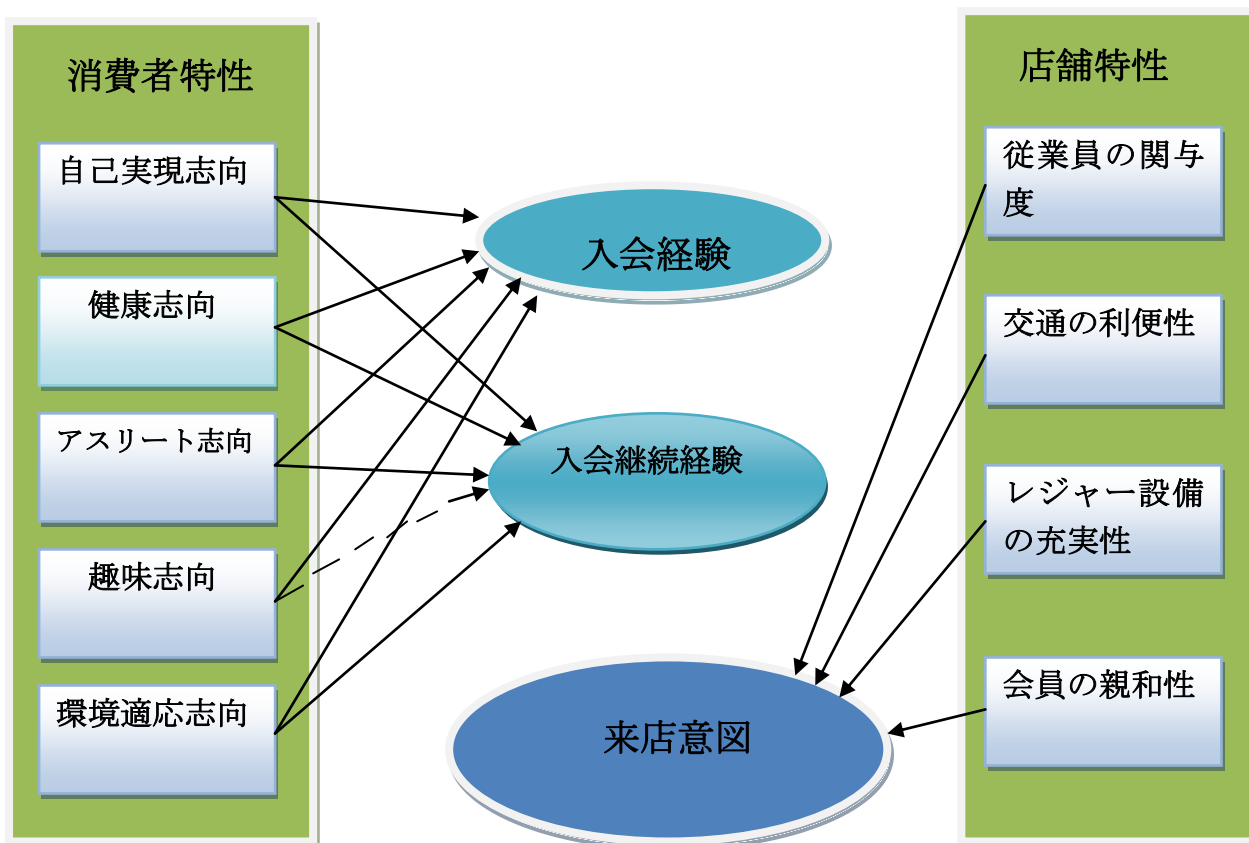 消費者特性
自己実現志向
健康志向
アスリート志向
趣味志向
環境適応志向
入会経験
入会継続経験
来店意図
店舗特性
従業員の関与
度
交通の利便性
レジャー設備
の充実性
会員の親和性